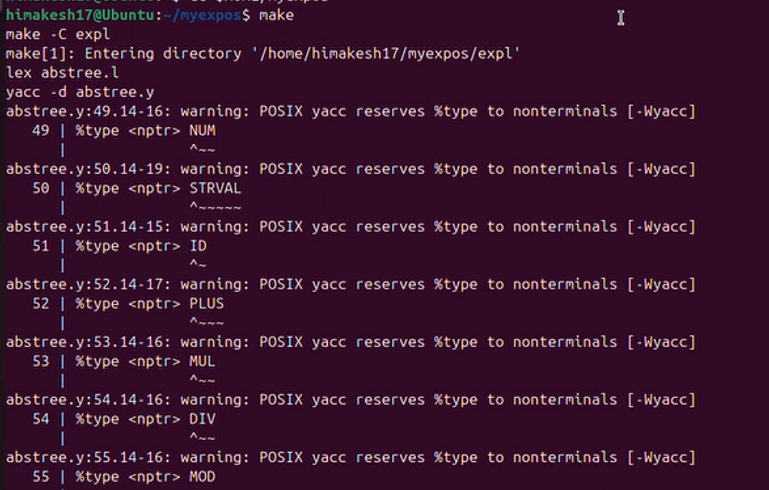 himakesh17@Ubuntu:~/myexpos$ make
make -C expl
make[1]: Entering directory '/home/himakesh17/myexpos/expl'
lex abstree.l
yacc -d abstree.y
abstree.y:49.14-16: warning: POSIX yacc reserves %type to nonterminals [-Wyacc]
   49 | %type <nptr> NUM
      |              ^~~
abstree.y:50.14-19: warning: POSIX yacc reserves %type to nonterminals [-Wyacc]
   50 | %type <nptr> STRVAL
      |              ^~~~~~
abstree.y:51.14-15: warning: POSIX yacc reserves %type to nonterminals [-Wyacc]
   51 | %type <nptr> ID
      |              ^~
abstree.y:52.14-17: warning: POSIX yacc reserves %type to nonterminals [-Wyacc]
   52 | %type <nptr> PLUS
      |              ^~~~
abstree.y:53.14-16: warning: POSIX yacc reserves %type to nonterminals [-Wyacc]
   53 | %type <nptr> MUL
      |              ^~~
abstree.y:54.14-16: warning: POSIX yacc reserves %type to nonterminals [-Wyacc]
   54 | %type <nptr> DIV
      |              ^~~
abstree.y:55.14-16: warning: POSIX yacc reserves %type to nonterminals [-Wyacc]
   55 | %type <nptr> MOD